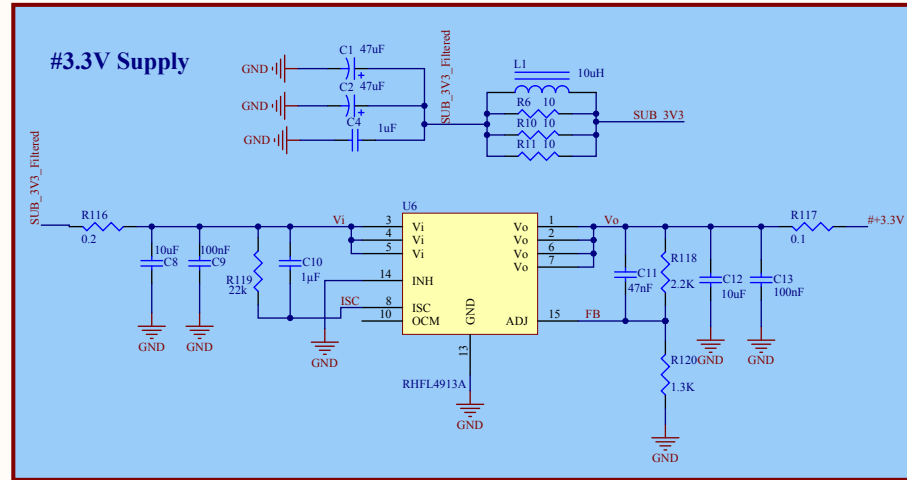 #3.3V Supply
C1 47uF
GND
C2 47uF
GND
C4 1uF
GND
SUB_3V3_Filtered
L1 10uH
R6 10
R10 10
R11 10
SUB_3V3
SUB_3V3_Filtered
R116
0.2
10uF
C8
GND
100nF
C9
GND
R119
22k
C10
1µF
Vi
ISC
GND
U6
3 Vi
4 Vi
5 Vi
14 INH
8 ISC
10 OCM
Vo 1
Vo 2
Vo 6
Vo 7
ADJ 15
GND
13
RHFL4913A
GND
Vo
FB
C11
47nF
R118
2.2K
R120
1.3K
GND
C12
10uF
GND
C13
100nF
GND
R117
0.1
#+3.3V